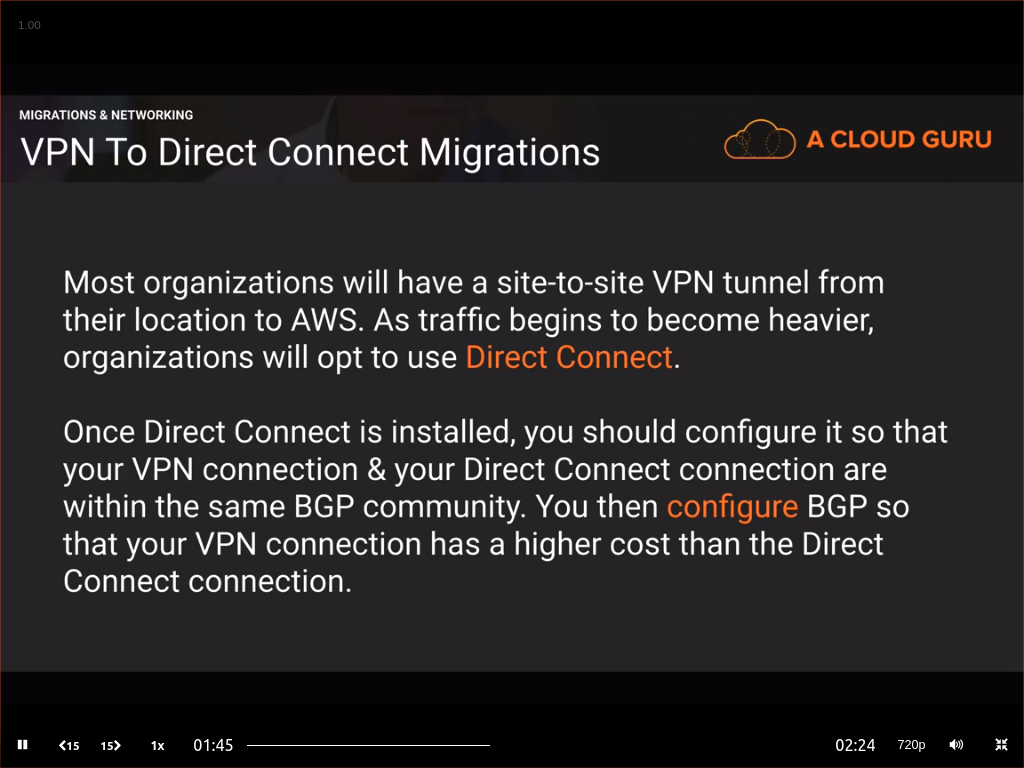 1.00
MIGRATIONS & NETWORKING
VPN To Direct Connect Migrations
A CLOUD GURU
Most organizations will have a site-to-site VPN tunnel from
their location to AWS. As traffic begins to become heavier,
organizations will opt to use Direct Connect.
Once Direct Connect is installed, you should configure it so that
your VPN connection & your Direct Connect connection are
within the same BGP community. You then configure BGP so
that your VPN connection has a higher cost than the Direct
Connect connection.
15 15 1x 01:45 02:24 720p